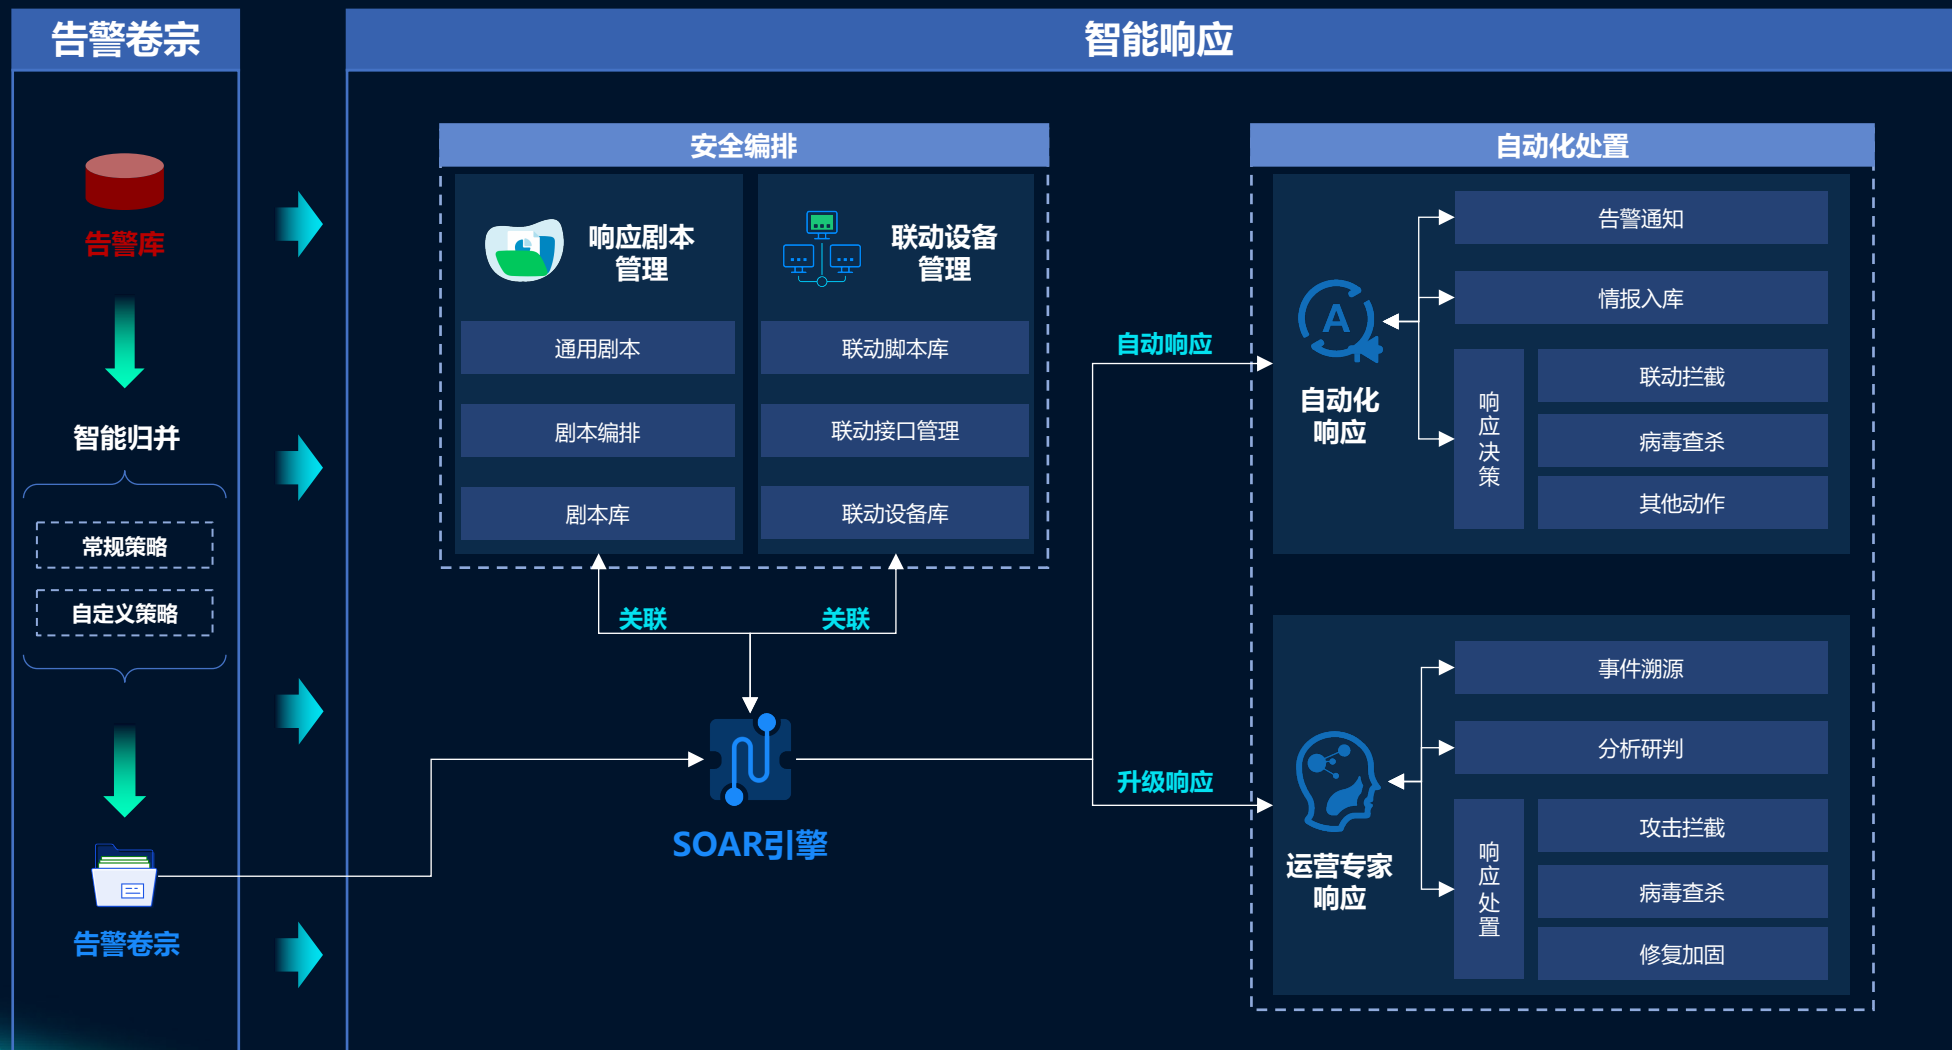 告警卷宗
智能响应
告警库
智能归并
常规策略
自定义策略
告警卷宗
安全编排
响应剧本
管理
通用剧本
剧本编排
剧本库
联动设备
管理
联动脚本库
联动接口管理
联动设备库
关联
关联
SOAR引擎
自动响应
升级响应
自动化处置
A
自动化
响应
告警通知
情报入库
响应决策
联动拦截
病毒查杀
其他动作
运营专家
响应
事件溯源
分析研判
响应处置
攻击拦截
病毒查杀
修复加固